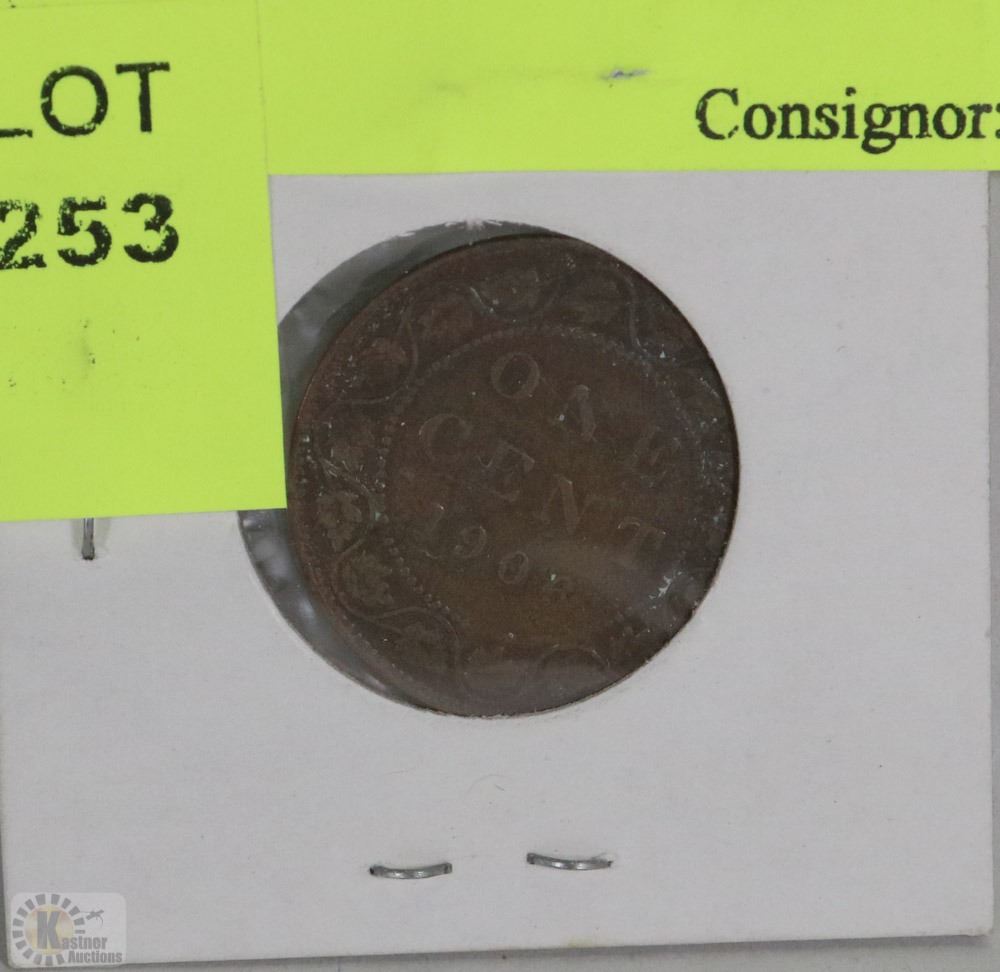 LOT
253
Consignor:
ONE
CENT
Kastner
Auctions